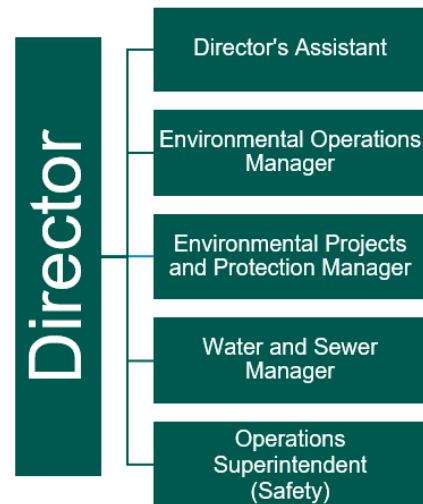 Director
Director's Assistant
Environmental Operations
Manager
Environmental Projects
and Protection Manager
Water and Sewer
Manager
Operations
Superintendent
(Safety)